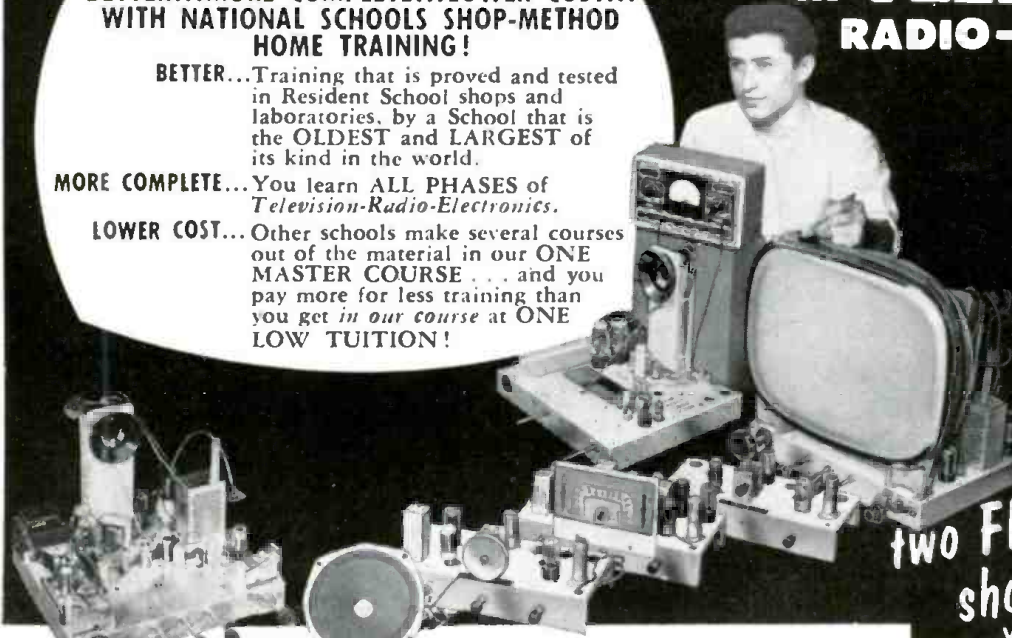 WITH NATIONAL SCHOOLS SHOP-METHOD
HOME TRAINING!
BETTER...Training that is proved and tested
in Resident School shops and
laboratories, by a School that is
the OLDEST and LARGEST of
its kind in the world.
MORE COMPLETE...You learn ALL PHASES of
Television-Radio-Electronics.
LOWER COST...Other schools make several courses
out of the material in our ONE
MASTER COURSE . . . and you
pay more for less training than
you get in our course at ONE
LOW TUITION!
RADIO-
two